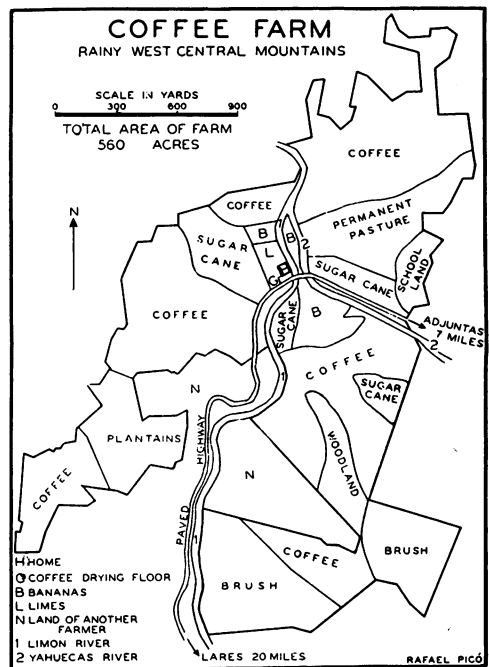 COFFEE FARM
RAINY WEST CENTRAL MOUNTAINS
SCALE IN YARDS
0 300 600 900
TOTAL AREA OF FARM
560 ACRES
N
COFFEE
COFFEE
PERMANENT
PASTURE
B
B
1
2
L
SUGAR
CANE
SCHOOL
LAND
SUGAR CANE
G
SUGAR
CANE
B
ADJUNTAS
7 MILES
2
COFFEE
COFFEE
1
N
SUGAR
CANE
PLANTAINS
HIGHWAY
WOODLAND
COFFEE
N
PAVED
1
COFFEE
BRUSH
BRUSH
H HOME
COFFEE DRYING FLOOR
B BANANAS
L LIMES
N LAND OF ANOTHER
FARMER
1 LIMON RIVER
2 YAHUECAS RIVER
LARES 20 MILES
RAFAEL PICÓ